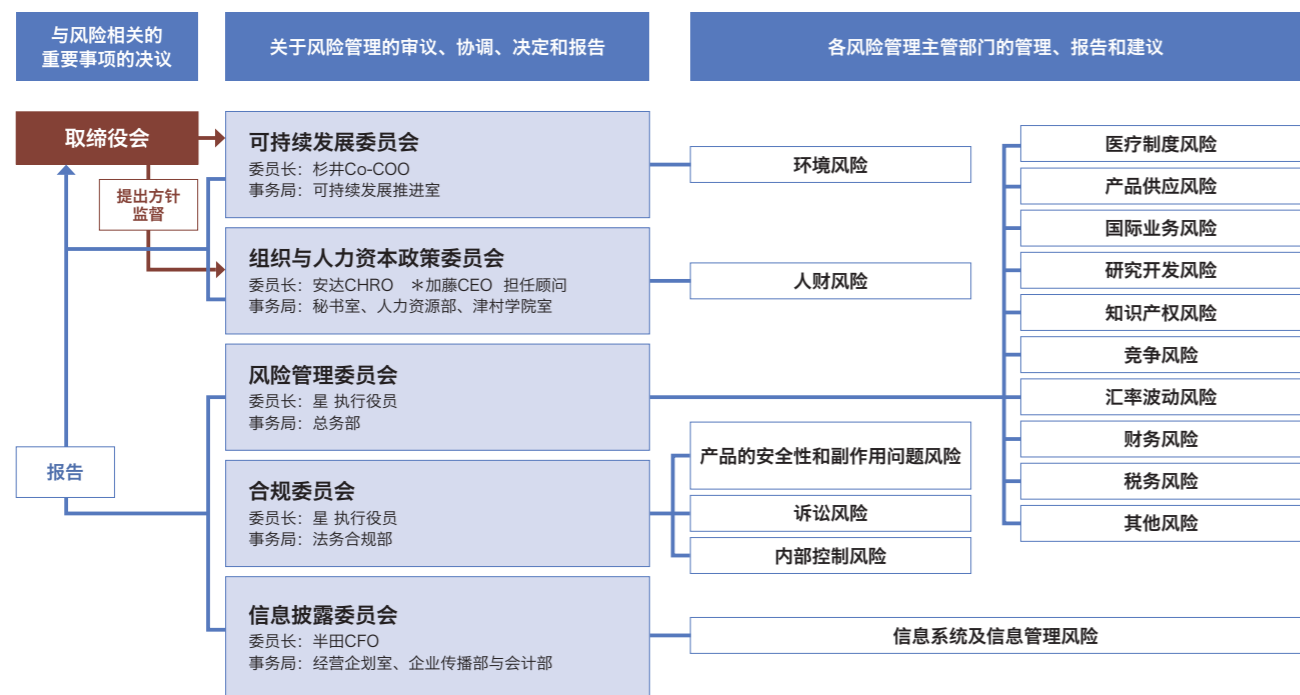 与风险相关的
重要事项的决议
关于风险管理的审议、协调、决定和报告
各风险管理主管部门的管理、报告和建议
取缔役会
提出方针
监督
报告
可持续发展委员会
委员长：杉井Co-COO
事务局：可持续发展推进室
环境风险
组织与人力资本政策委员会
委员长：安达CHRO ＊加藤CEO 担任顾问
事务局：秘书室、人力资源部、津村学院室
人财风险
风险管理委员会
委员长：星 执行役员
事务局：总务部
医疗制度风险
产品供应风险
国际业务风险
研究开发风险
知识产权风险
竞争风险
汇率波动风险
财务风险
税务风险
其他风险
合规委员会
委员长：星 执行役员
事务局：法务合规部
产品的安全性和副作用问题风险
诉讼风险
内部控制风险
信息披露委员会
委员长：半田CFO
事务局：经营企划室、企业传播部与会计部
信息系统及信息管理风险